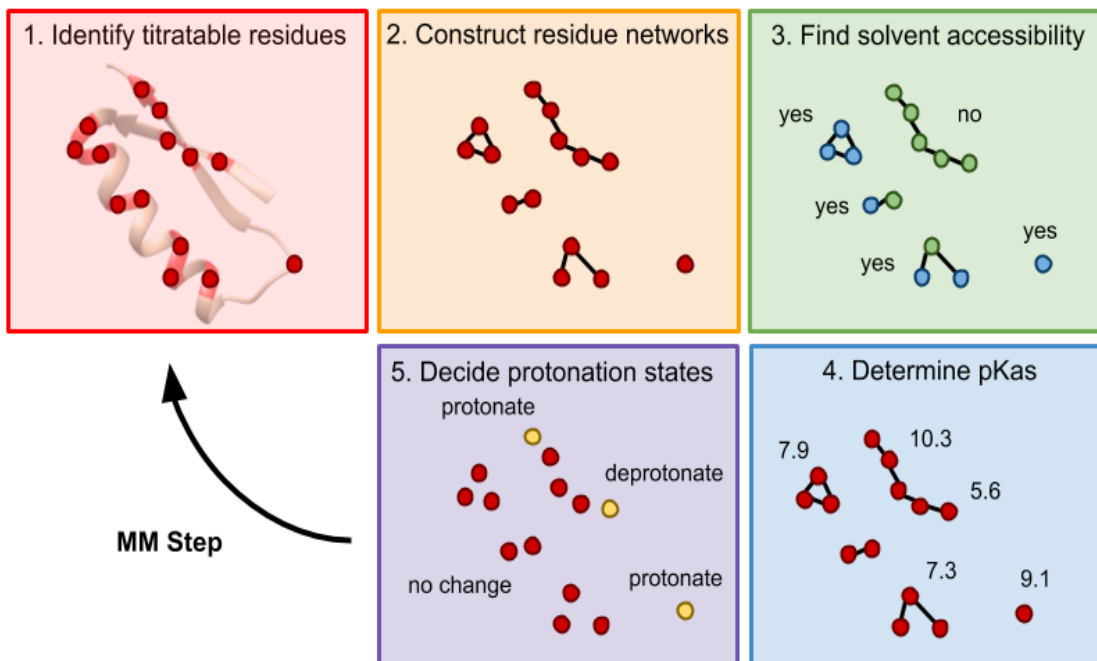 1. Identify titratable residues
2. Construct residue networks
3. Find solvent accessibility
yes
no
yes
yes
yes
5. Decide protonation states
protonate
deprotonate
no change
protonate
4. Determine pKas
7.9
10.3
5.6
7.3
9.1
MM Step